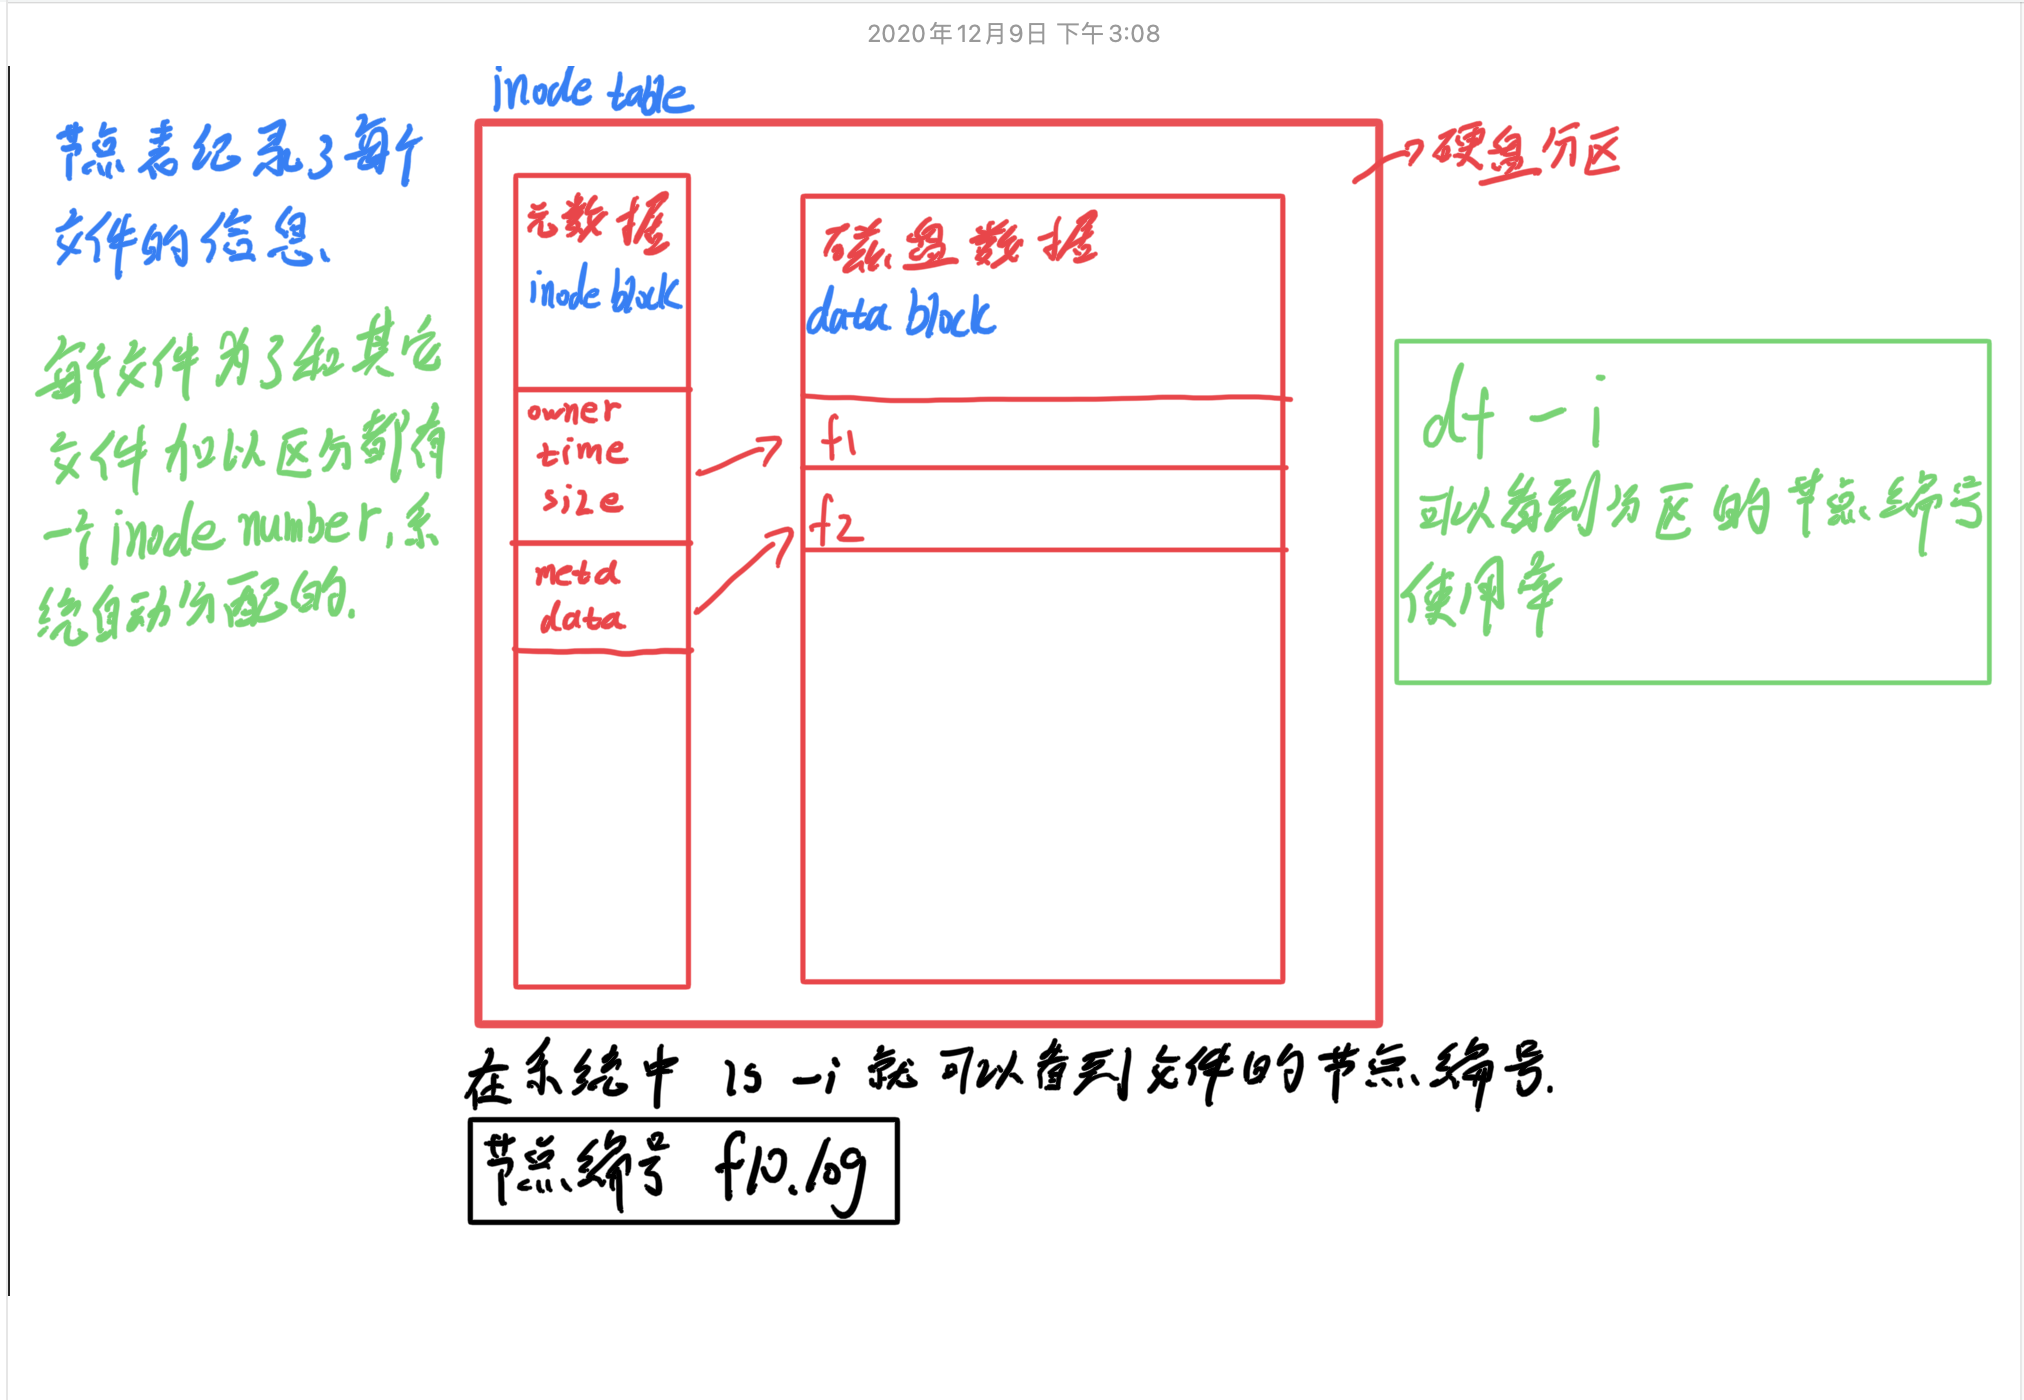 2020年12月9日 下午3:08
inode table
节点表纪录了每个
文件的信息、
每个文件为了和其它
文件加以区分都有
一个inode number,系
统自动分配的.
硬盘分区
元数据
inode block
owner
time
size
meta
data
磁盘数据
data block
f1
f2
df -i
可以看到分区的节点编号
使用率
在系统中 ls -i 就可以看到文件的节点编号.
节点编号 f10.log